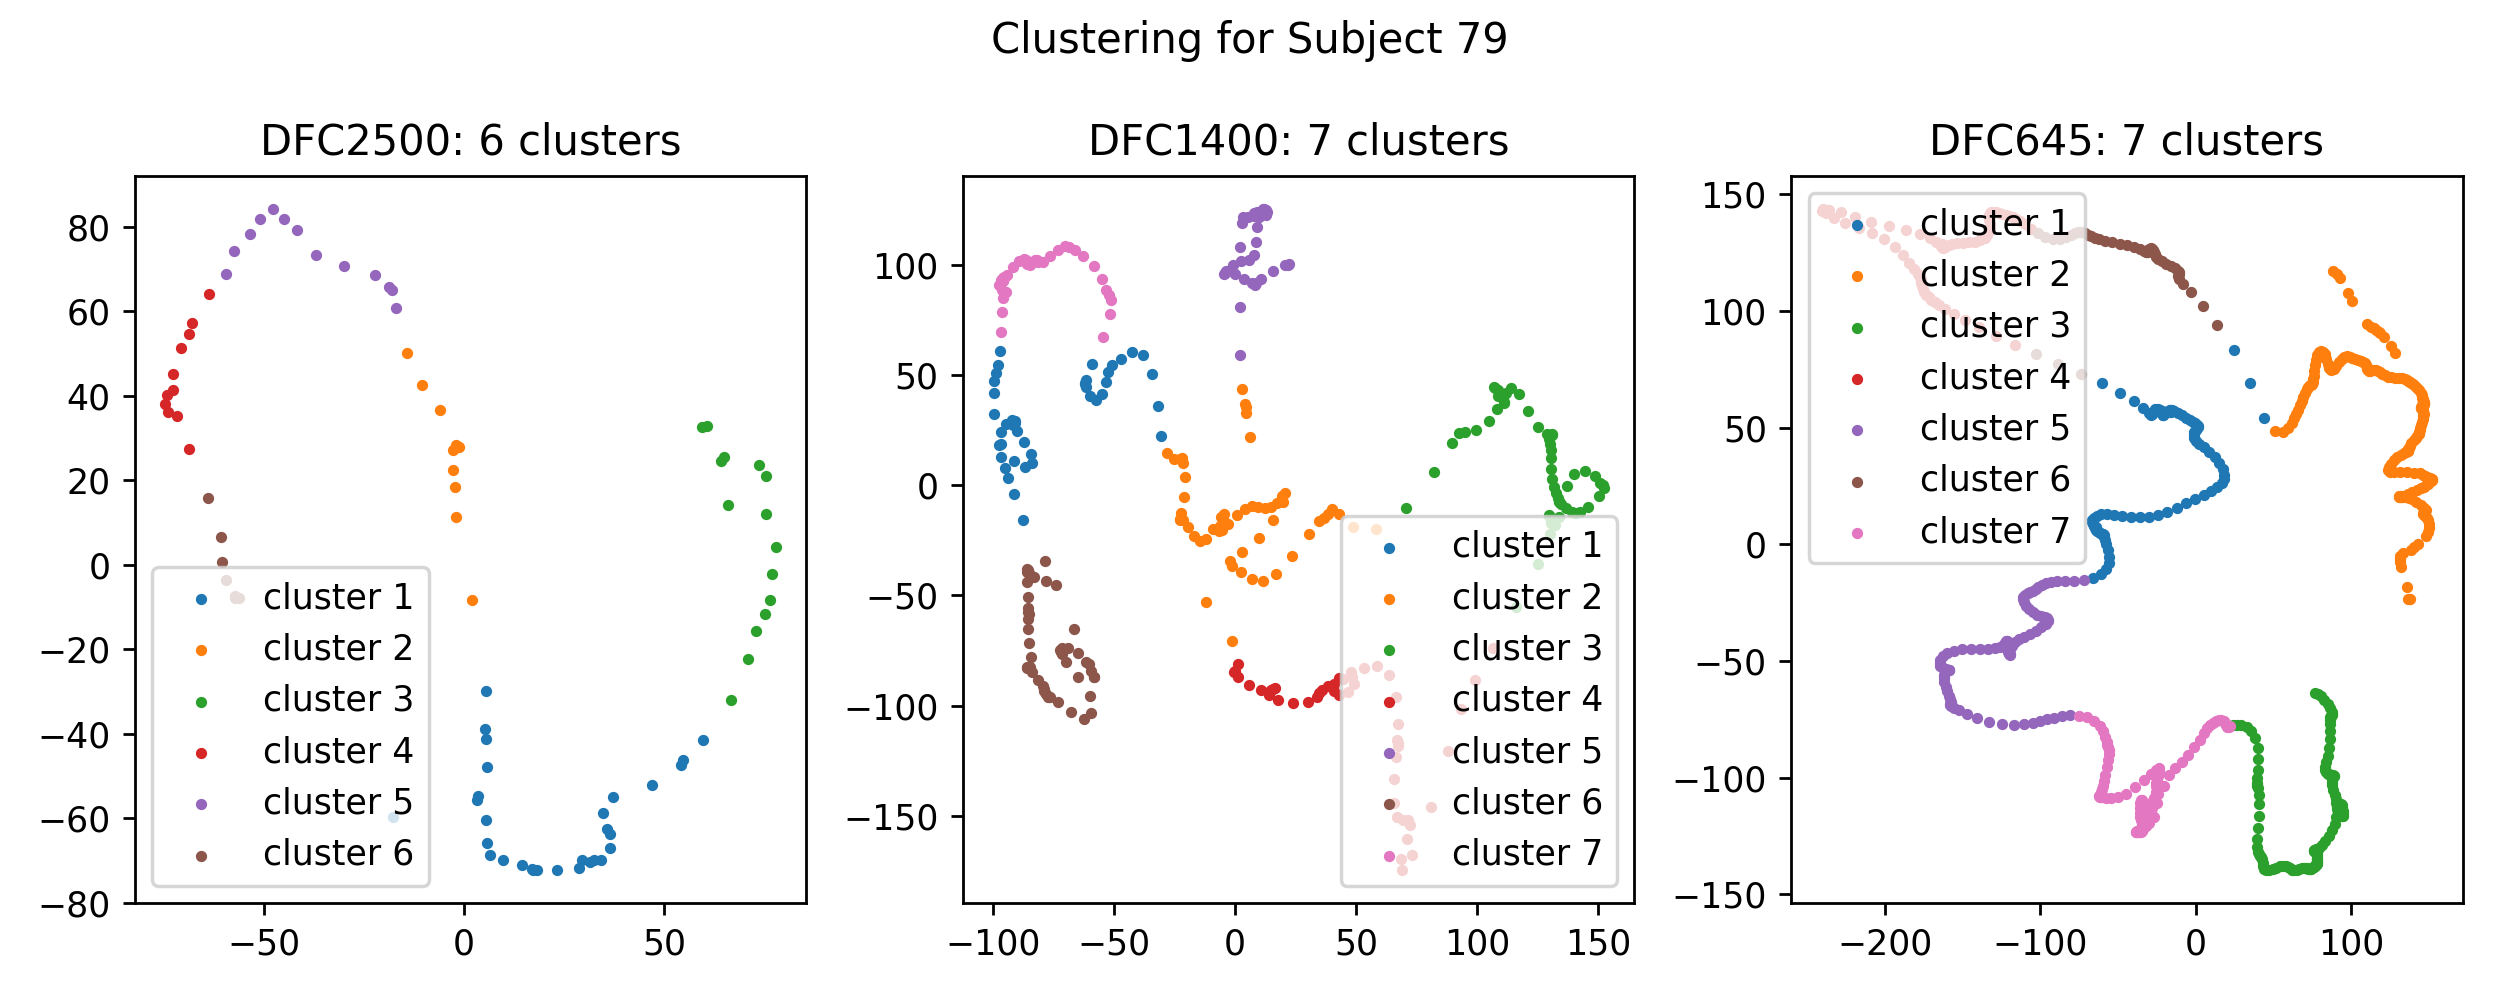 Clustering for Subject 79
DFC2500: 6 clusters
80
60
40
20
0
−20
−40
−60
−80
−50
0
50
cluster 1
cluster 2
cluster 3
cluster 4
cluster 5
cluster 6
DFC1400: 7 clusters
100
50
0
−50
−100
−150
−100
−50
0
50
100
150
cluster 1
cluster 2
cluster 3
cluster 4
cluster 5
cluster 6
cluster 7
DFC645: 7 clusters
150
100
50
0
−50
−100
−150
−200
−100
0
100
cluster 1
cluster 2
cluster 3
cluster 4
cluster 5
cluster 6
cluster 7